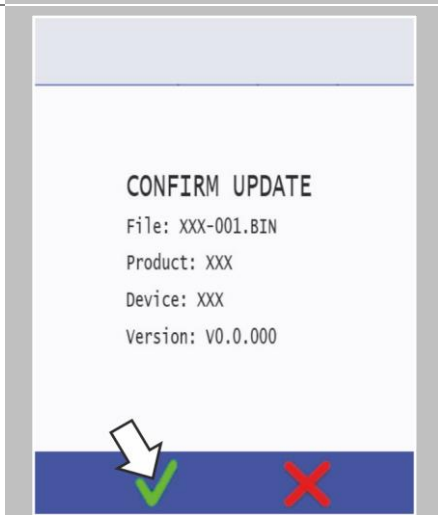 CONFIRM UPDATE
File: XXX-001.BIN
Product: XXX
Device: XXX
Version: V0.0.000